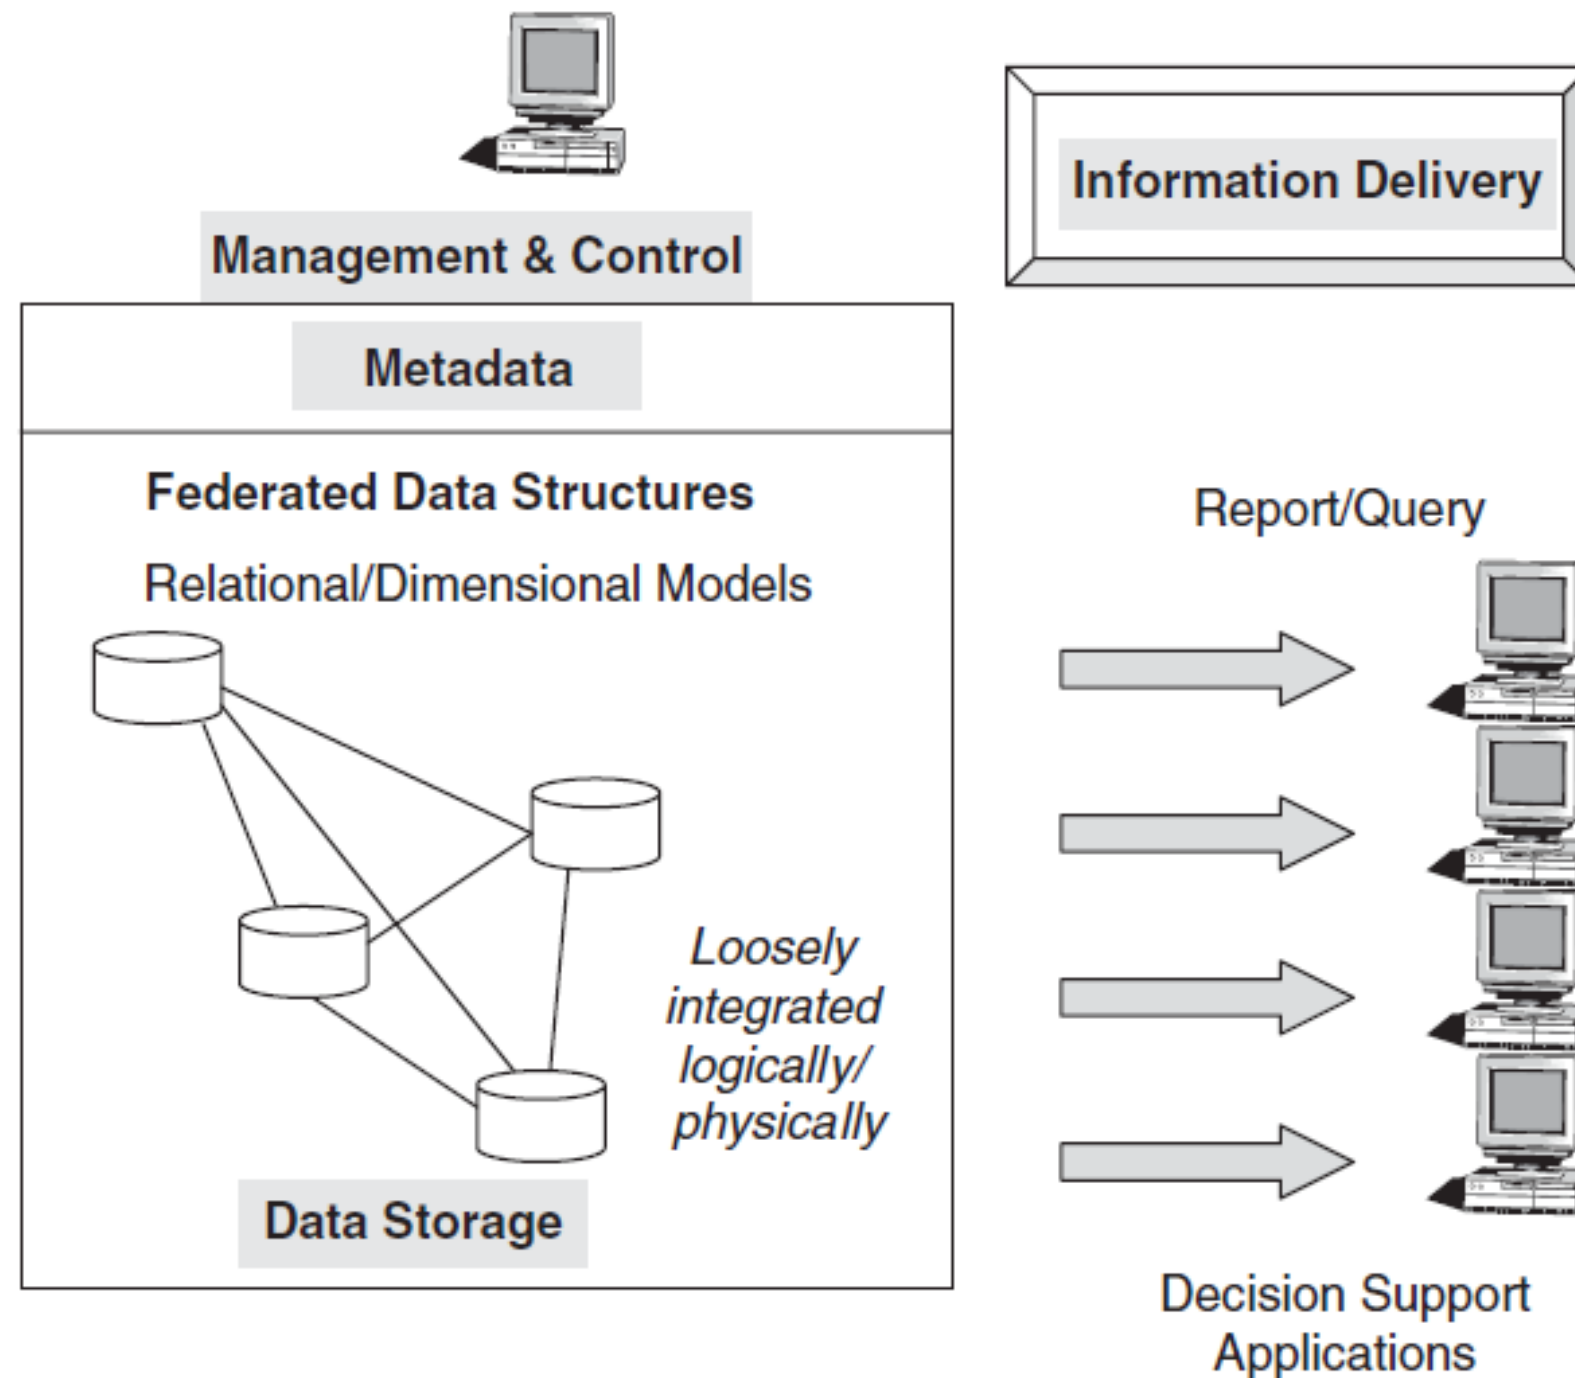 Management & Control
Metadata
Federated Data Structures
Relational/Dimensional Models
Loosely
integrated
logically/
physically
Data Storage
Information Delivery
Report/Query
Decision Support
Applications